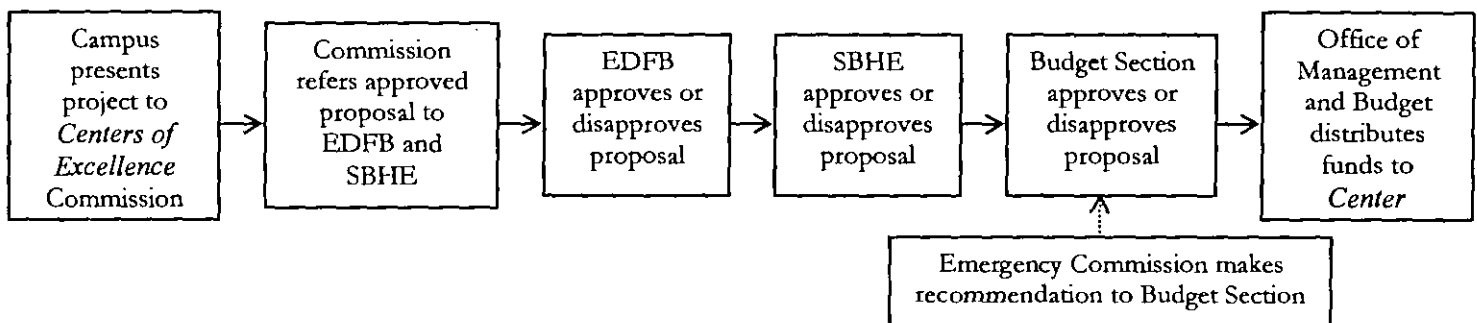 Campus
presents
project to
Centers of
Excellence
Commission
Commission
refers approved
proposal to
EDFB and
SBHE
EDFB
approves or
disapproves
proposal
SBHE
approves or
disapproves
proposal
Budget Section
approves or
disapproves
proposal
Office of
Management
and Budget
distributes
funds to
Center
Emergency Commission makes
recommendation to Budget Section